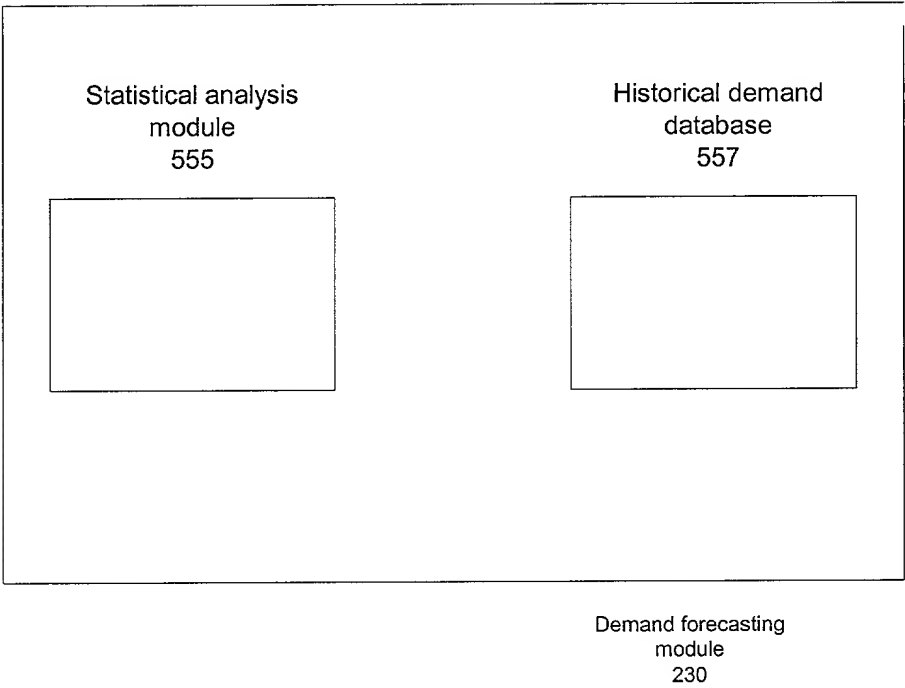 Statistical analysis
module
555
Historical demand
database
557
Demand forecasting
module
230